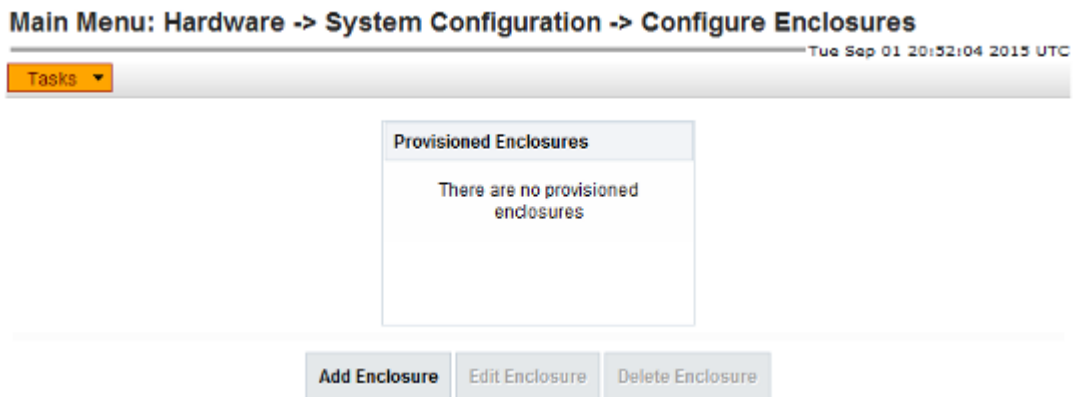 Main Menu: Hardware -> System Configuration -> Configure Enclosures
Tue Sep 01 20:52:04 2015 UTC
Tasks
Provisioned Enclosures
There are no provisioned
enclosures
Add Enclosure Edit Enclosure Delete Enclosure